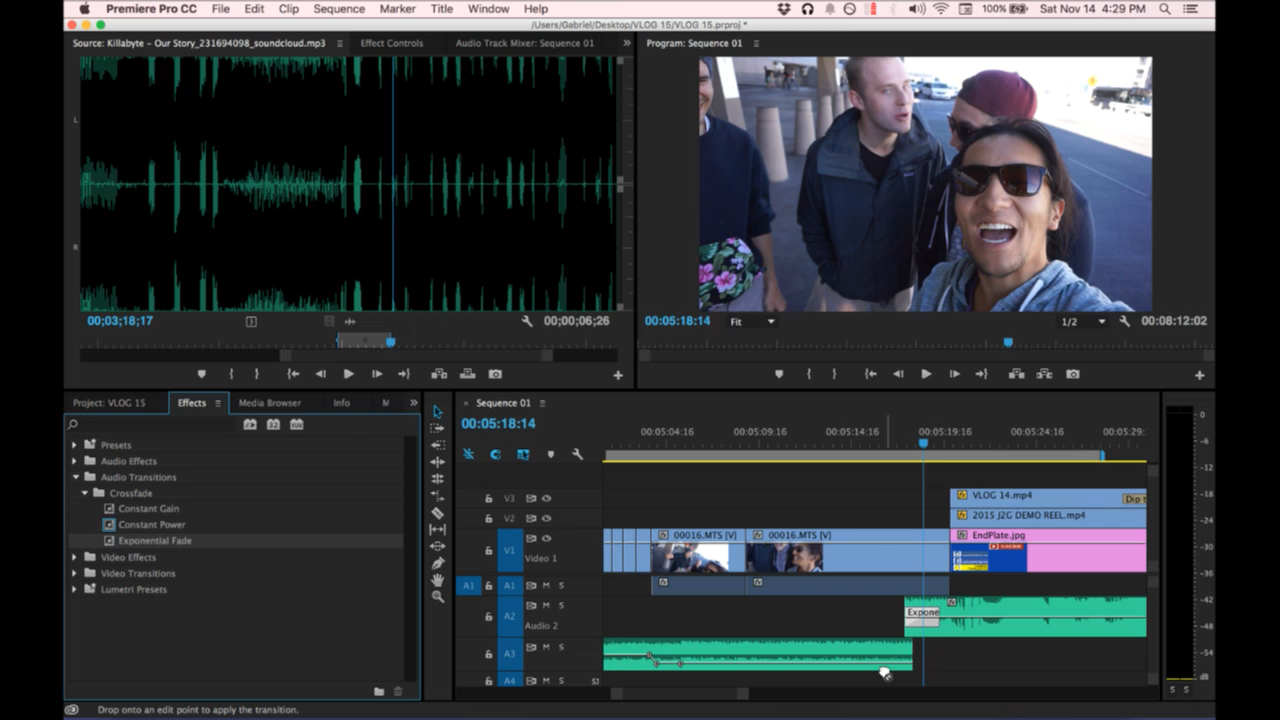 Premiere Pro CC File Edit Clip Sequence Marker Title Window Help 100% Sat Nov 14 4:29 PM
/Users/Gabriel/Desktop/VLOG 15/VLOG 15.prproj *
Source: Killabyte - Our Story_231694098_soundcloud.mp3 Effect Controls Audio Track Mixer: Sequence 01 Program: Sequence 01
L
R
00;03;18;17 00;00;06;26 00:05:18:14 Fit 1/2 00:08:12:02
Project: VLOG 15 Effects Media Browser Info M Sequence 01
00:05:18:14
00:05:04:16 00:05:09:16 00:05:14:16 00:05:19:16 00:05:24:16 00:05:29:
Presets
Audio Effects
Audio Transitions
Crossfade
Constant Gain
Constant Power
Exponential Fade
Video Effects
Video Transitions
Lumetri Presets
V3 VLOG 14.mp4 Dip t
V2 2015 J2G DEMO REEL.mp4
V1 Video 1 00016.MTS [V] 00016.MTS [V] EndPlate.jpg
SUBSCRIBE
A1 A1 M S
A2 M S Audio 2 Expone
A3 M S
A4 M S
0
-6
-12
-18
-24
-30
-36
-42
-48
-54
dB
S S
Drop onto an edit point to apply the transition.